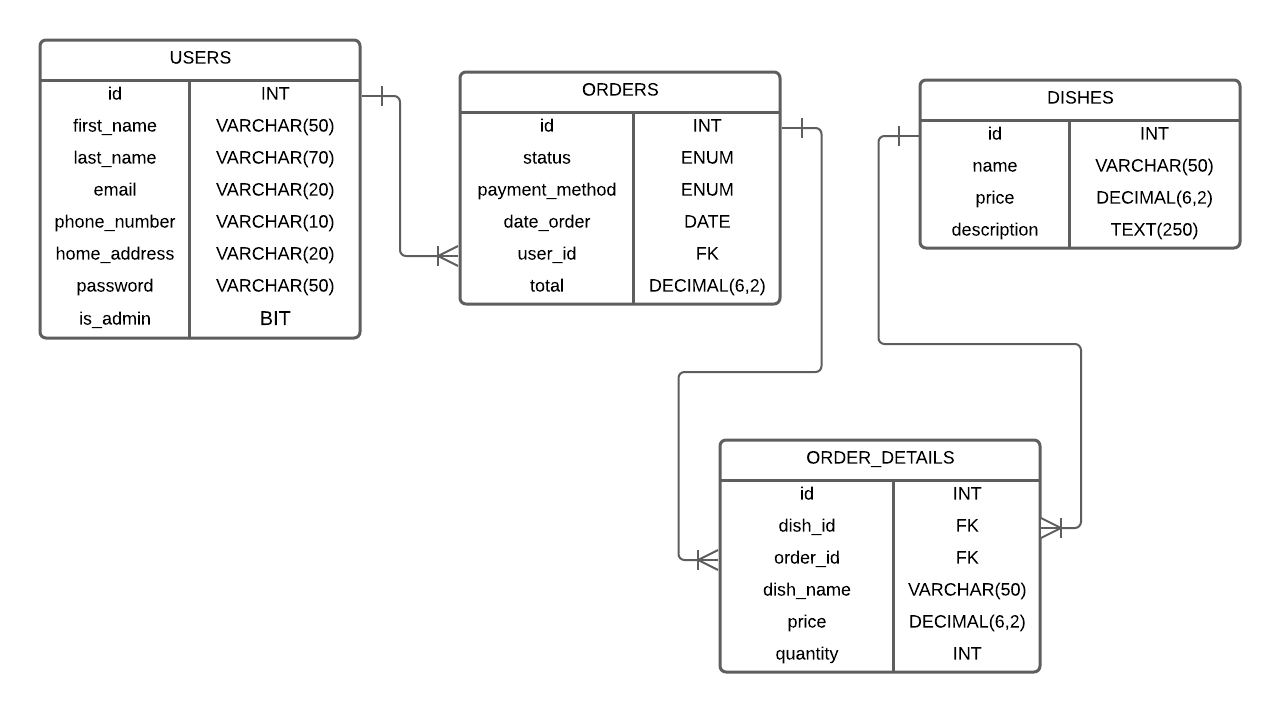 USERS
id INT
first_name VARCHAR(50)
last_name VARCHAR(70)
email VARCHAR(20)
phone_number VARCHAR(10)
home_address VARCHAR(20)
password VARCHAR(50)
is_admin BIT
ORDERS
id INT
status ENUM
payment_method ENUM
date_order DATE
user_id FK
total DECIMAL(6,2)
DISHES
id INT
name VARCHAR(50)
price DECIMAL(6,2)
description TEXT(250)
ORDER_DETAILS
id INT
dish_id FK
order_id FK
dish_name VARCHAR(50)
price DECIMAL(6,2)
quantity INT